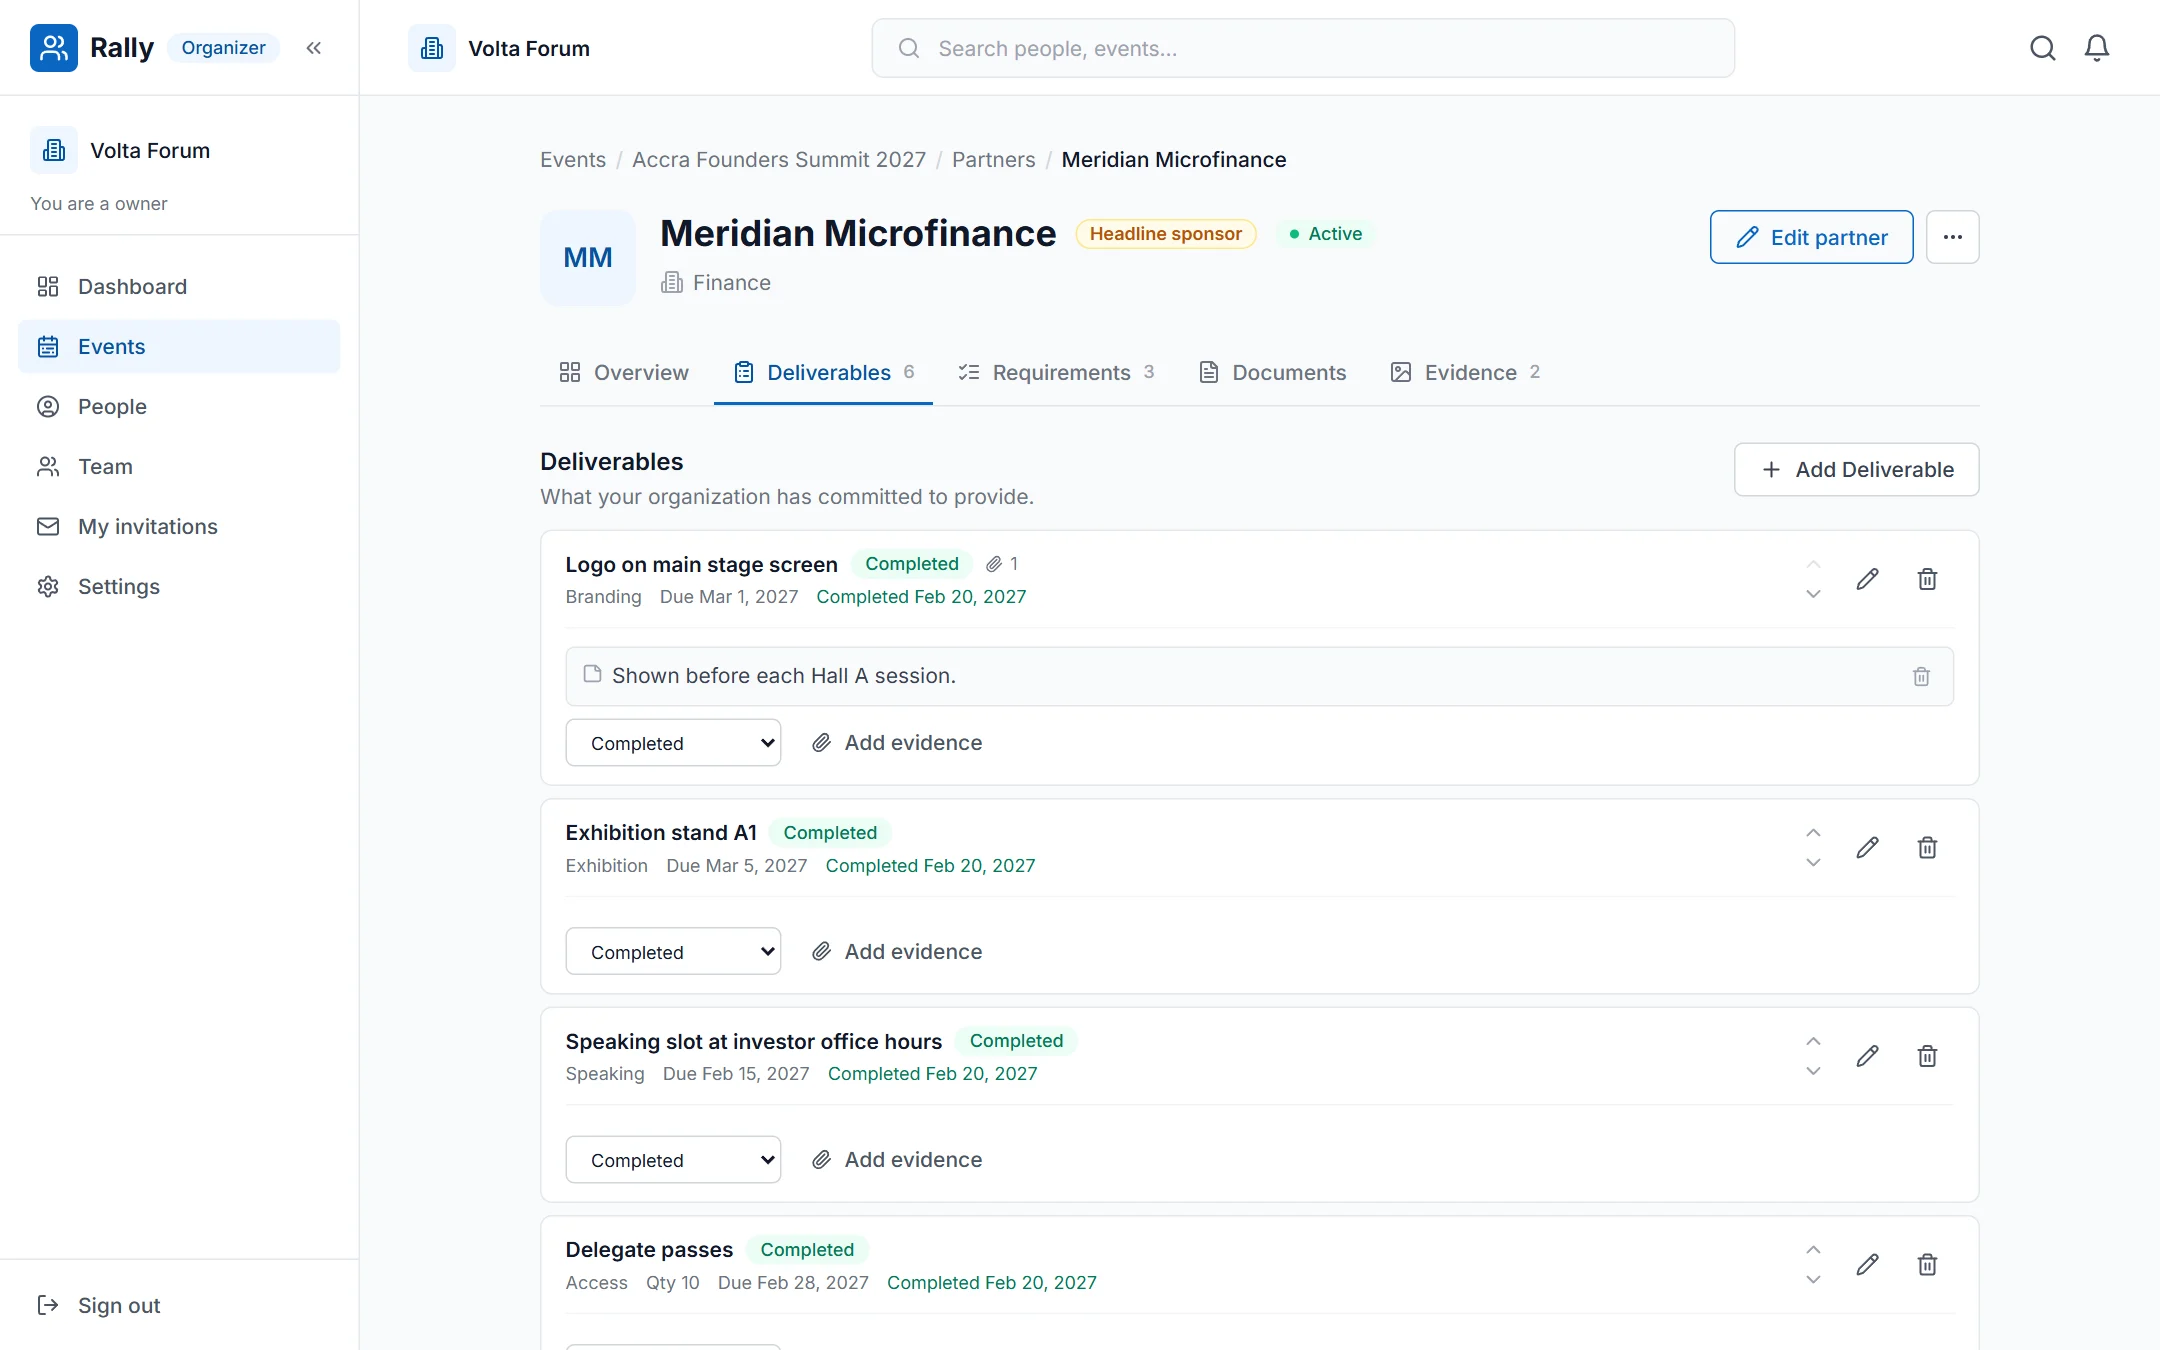 Rally Organizer
Volta Forum
Search people, events...
Volta Forum
You are a owner
Dashboard
Events
People
Team
My invitations
Settings
Sign out
Events / Accra Founders Summit 2027 / Partners / Meridian Microfinance
MM
Meridian Microfinance Headline sponsor Active
Finance
Edit partner
Overview Deliverables 6 Requirements 3 Documents Evidence 2
Deliverables
What your organization has committed to provide.
Add Deliverable
Logo on main stage screen Completed 1
Branding Due Mar 1, 2027 Completed Feb 20, 2027
Shown before each Hall A session.
Completed Add evidence
Exhibition stand A1 Completed
Exhibition Due Mar 5, 2027 Completed Feb 20, 2027
Completed Add evidence
Speaking slot at investor office hours Completed
Speaking Due Feb 15, 2027 Completed Feb 20, 2027
Completed Add evidence
Delegate passes Completed
Access Qty 10 Due Feb 28, 2027 Completed Feb 20, 2027